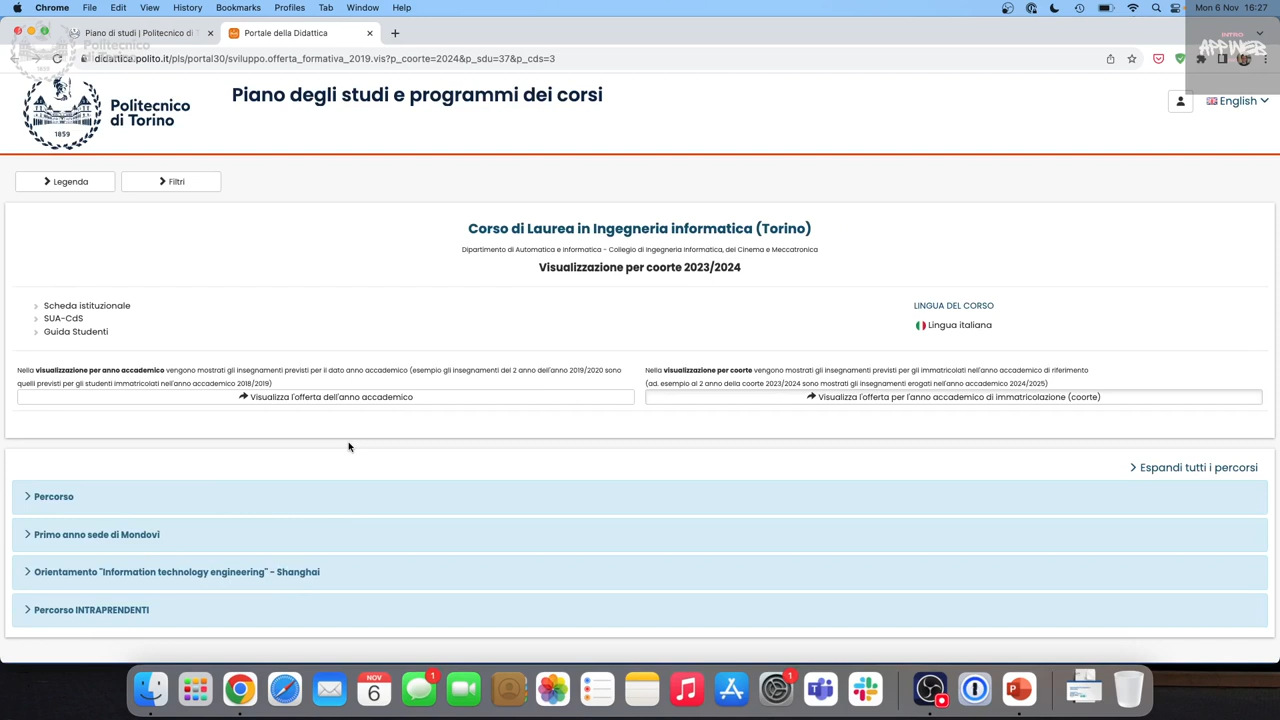 Chrome File Edit View History Bookmarks Profiles Tab Window Help
Mon 6 Nov 16:27
Piano di studi | Politecnico di
Portale della Didattica
didattica.polito.it/pls/portal30/sviluppo.offerta_formativa_2019.vis?p_coorte=2024&p_sdu=37&p_cds=3
INTRO
APPWEB
Politecnico
di Torino
1859
Piano degli studi e programmi dei corsi
English
Legenda
Filtri
Corso di Laurea in Ingegneria informatica (Torino)
Dipartimento di Automatica e Informatica - Collegio di Ingegneria Informatica, del Cinema e Meccatronica
Visualizzazione per coorte 2023/2024
Scheda istituzionale
SUA-CdS
Guida Studenti
LINGUA DEL CORSO
Lingua italiana
Nella visualizzazione per anno accademico vengono mostrati gli insegnamenti previsti per il dato anno accademico (esempio gli insegnamenti del 2 anno dell'anno 2019/2020 sono
quelli previsti per gli studenti immatricolati nell'anno accademico 2018/2019)
Visualizza l'offerta dell'anno accademico
Nella visualizzazione per coorte vengono mostrati gli insegnamenti previsti per gli immatricolati nell'anno accademico di riferimento
(ad. esempio al 2 anno della coorte 2023/2024 sono mostrati gli insegnamenti erogati nell'anno accademico 2024/2025)
Visualizza l'offerta per l'anno accademico di immatricolazione (coorte)
Espandi tutti i percorsi
Percorso
Primo anno sede di Mondovì
Orientamento "Information technology engineering" - Shanghai
Percorso INTRAPRENDENTI
NOV
6
1
1